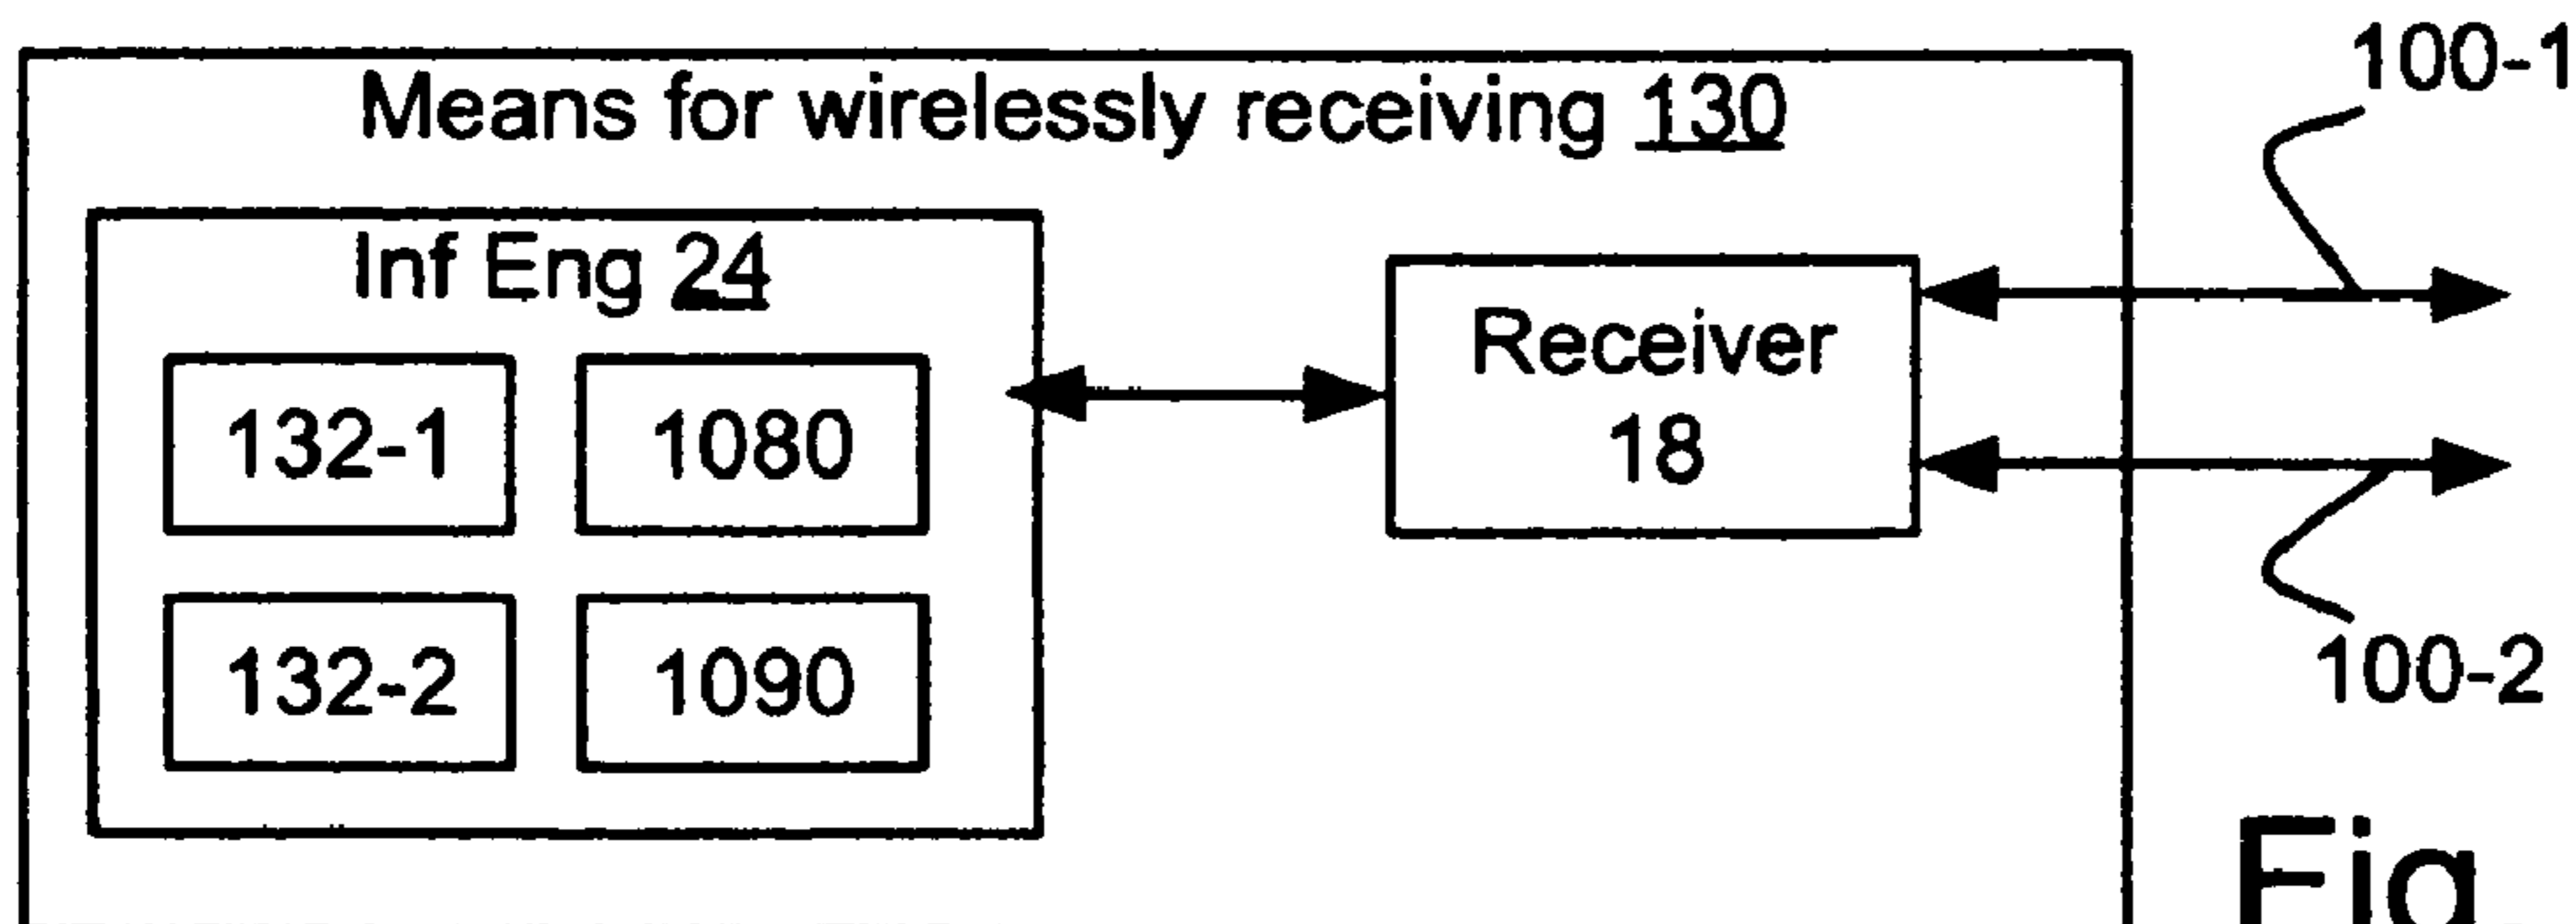 100-1
Means for wirelessly receiving 130
Inf Eng 24
Receiver
18
132-1
1080
132-2
1090
100-2
Fig